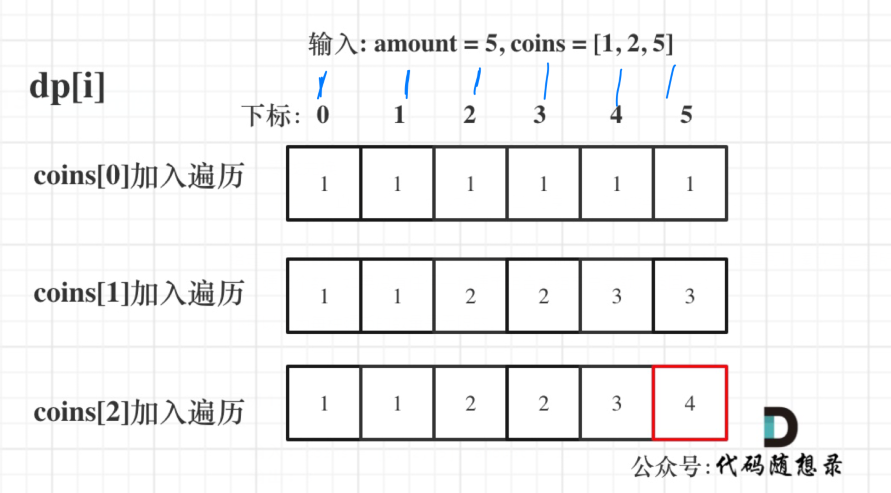 输入: amount = 5, coins = [1, 2, 5]
dp[i]
下标: 0 1 2 3 4 5
coins[0]加入遍历 1 1 1 1 1 1
coins[1]加入遍历 1 1 2 2 3 3
coins[2]加入遍历 1 1 2 2 3 4
公众号:代码随想录